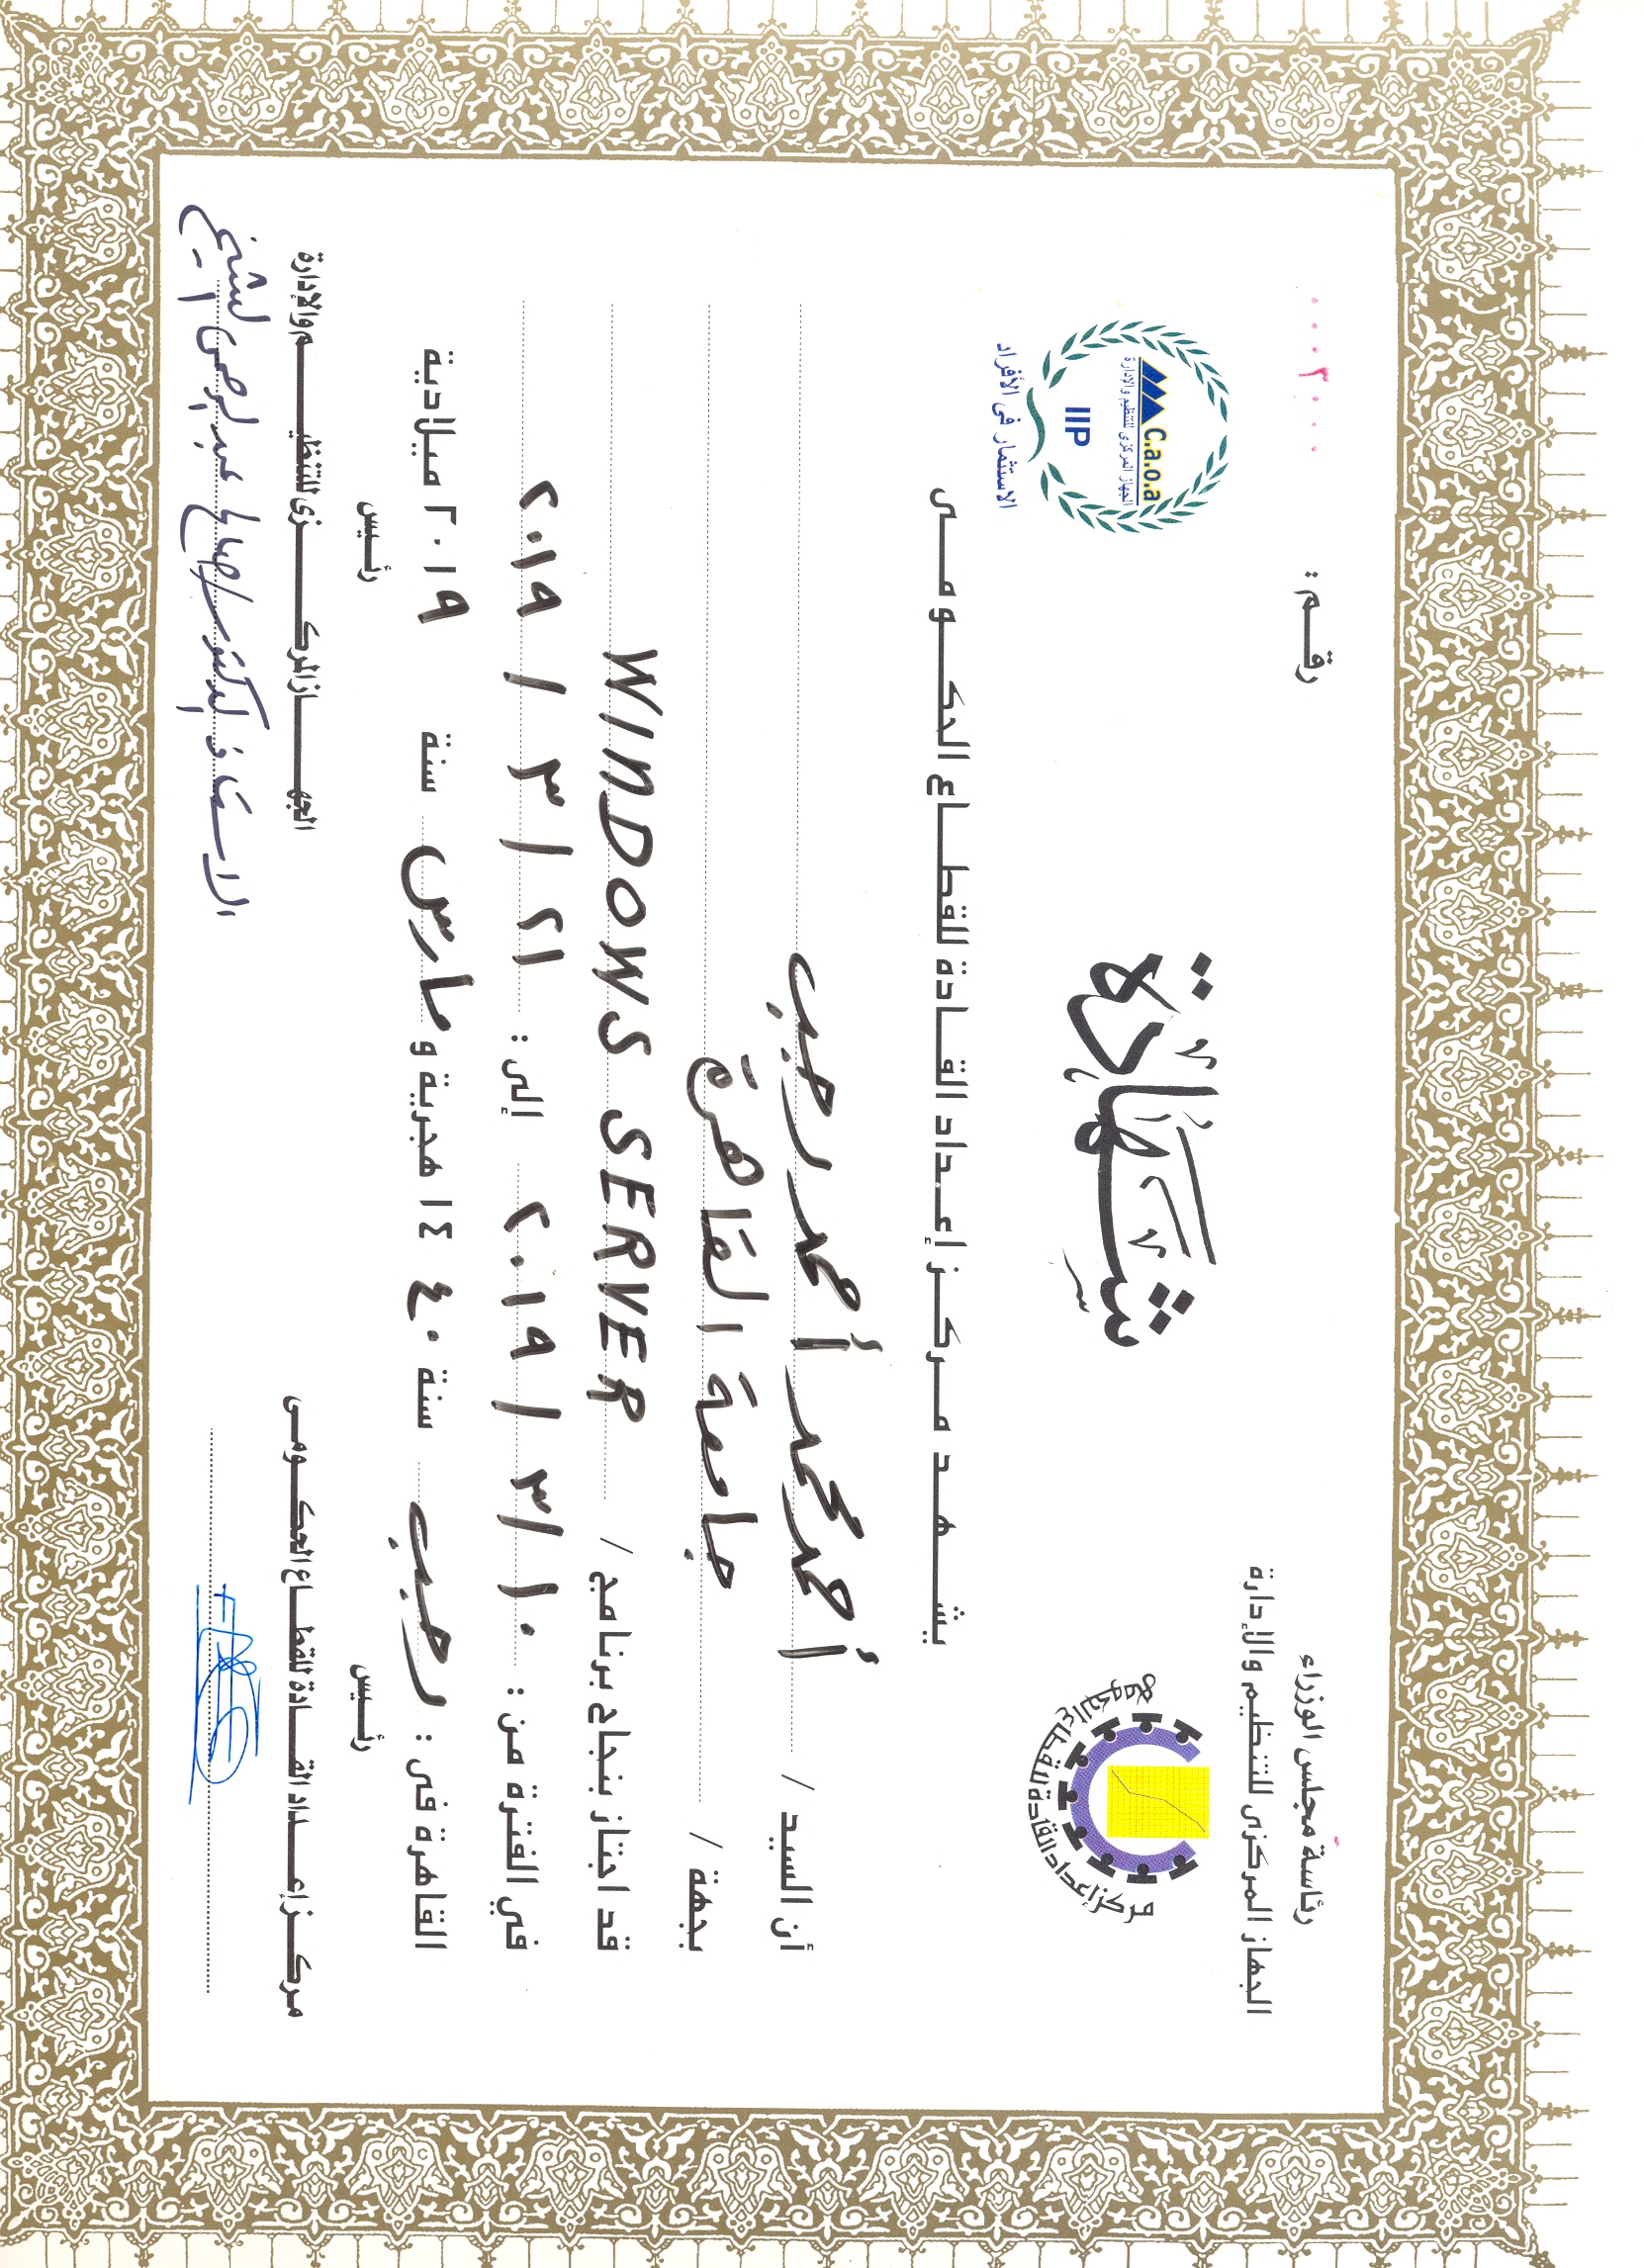 رئاسة مجلس الوزراء
الجهاز المركزى للتنظيم والإدارة
رقم : ٠٠٠٣٠٠٠
مركز إعداد القادة للقطاع الحكومى
شهادة
C.a.o.a
الجهاز المركزى للتنظيم والإدارة
IIP
الاستثمار فى الأفراد
يشهد مركز إعداد القادة للقطاع الحكومى
أن السيد / أحمد محمد أحمد رجب
بجهة / جامعة القاهرة
قد اجتاز بنجاح برنامج / WINDOWS SERVER
في الفترة من : ١٠ / ٣ / ٢٠١٩ إلى : ٢١ / ٣ / ٢٠١٩
القاهرة فى : رجب سنة ١٤٤٠ هجرية و مارس سنة ٢٠١٩ ميلادية
رئيس
مركز إعداد القادة للقطاع الحكومى
رئيس
الجهاز المركزى للتنظيم والإدارة
الاستاذ الدكتور / صالح عبد الرحمن الشيخ